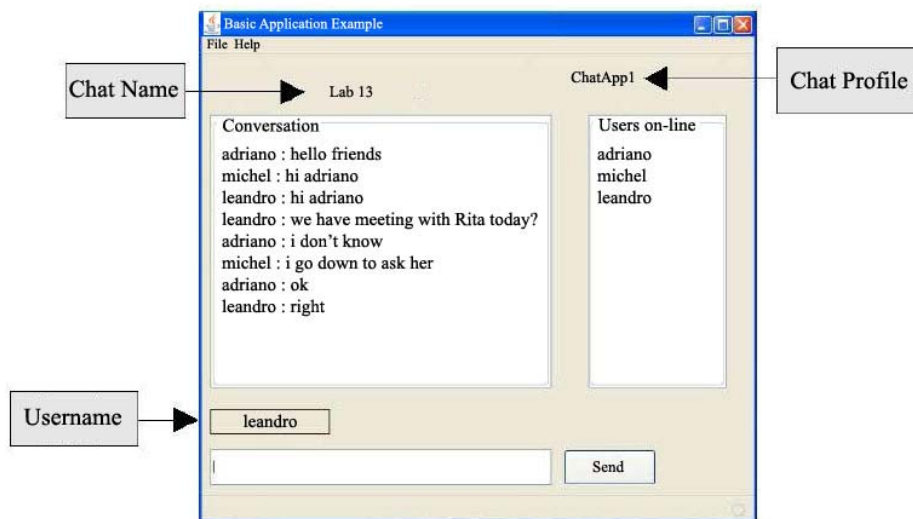 Basic Application Example
File Help
Chat Name
Lab 13
ChatApp1
Chat Profile
Conversation
adriano : hello friends
michel : hi adriano
leandro : hi adriano
leandro : we have meeting with Rita today?
adriano : i don't know
michel : i go down to ask her
adriano : ok
leandro : right
Users on-line
adriano
michel
leandro
Username
leandro
Send